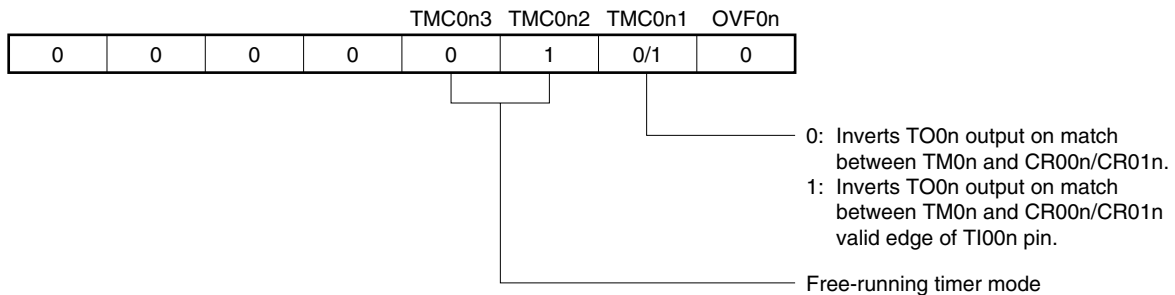 TMC0n3 TMC0n2 TMC0n1 OVF0n
0 0 0 0 0 1 0/1 0
0: Inverts TO0n output on match
between TM0n and CR00n/CR01n.
1: Inverts TO0n output on match
between TM0n and CR00n/CR01n
valid edge of TI00n pin.
Free-running timer mode